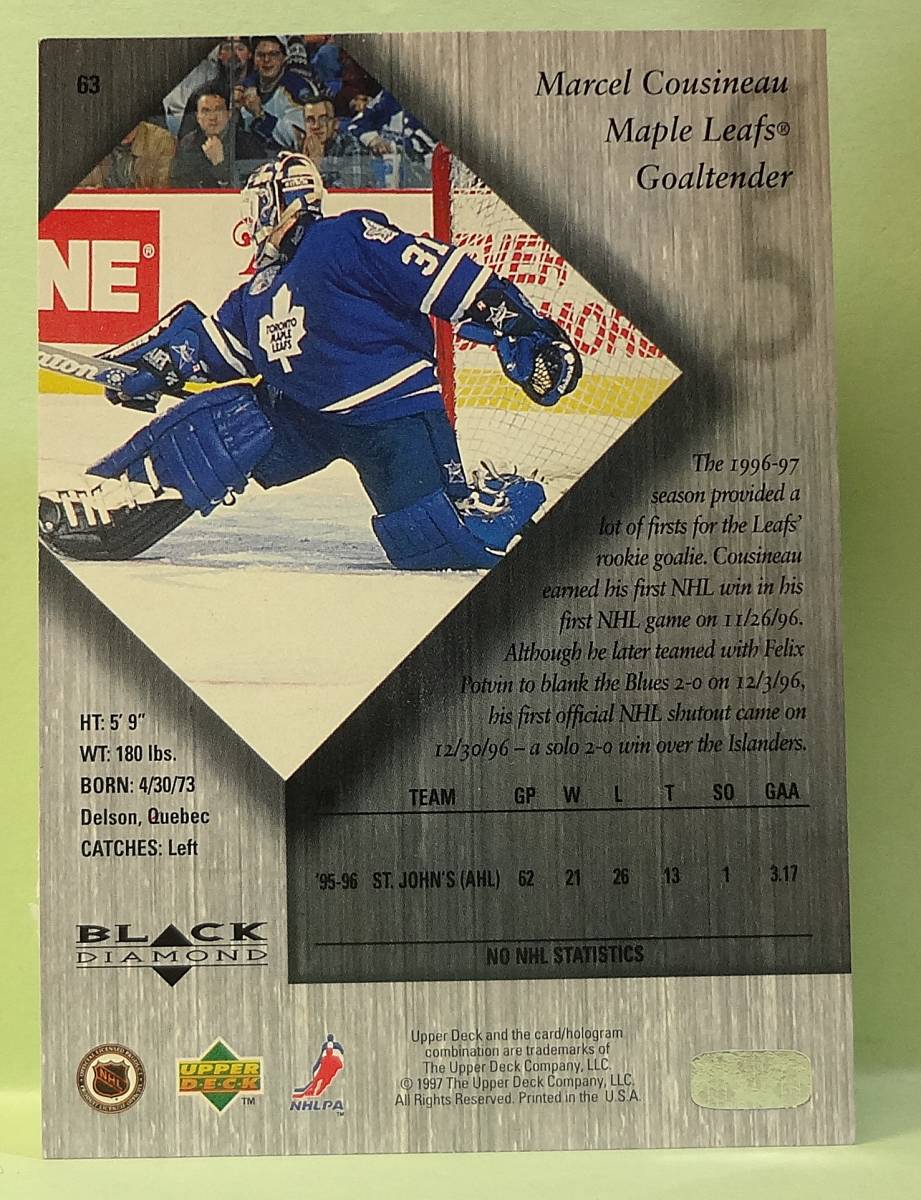 63
Marcel Cousineau
Maple Leafs®
Goaltender
NE®
31
TORONTO
MAPLE
LEAFS
The 1996-97
season provided a
lot of firsts for the Leafs'
rookie goalie. Cousineau
earned his first NHL win in his
first NHL game on 11/26/96.
Although he later teamed with Felix
Potvin to blank the Blues 2-0 on 12/3/96,
his first official NHL shutout came on
12/30/96 – a solo 2-0 win over the Islanders.
HT: 5' 9"
WT: 180 lbs.
BORN: 4/30/73
Delson, Quebec
CATCHES: Left
TEAM GP W L T SO GAA
'95-96 ST. JOHN'S (AHL) 62 21 26 13 1 3.17
NO NHL STATISTICS
BLACK
DIAMOND
NHL
UPPER
DECK™
NHLPA™
Upper Deck and the card/hologram
combination are trademarks of
The Upper Deck Company, LLC.
© 1997 The Upper Deck Company, LLC.
All Rights Reserved. Printed in the U.S.A.